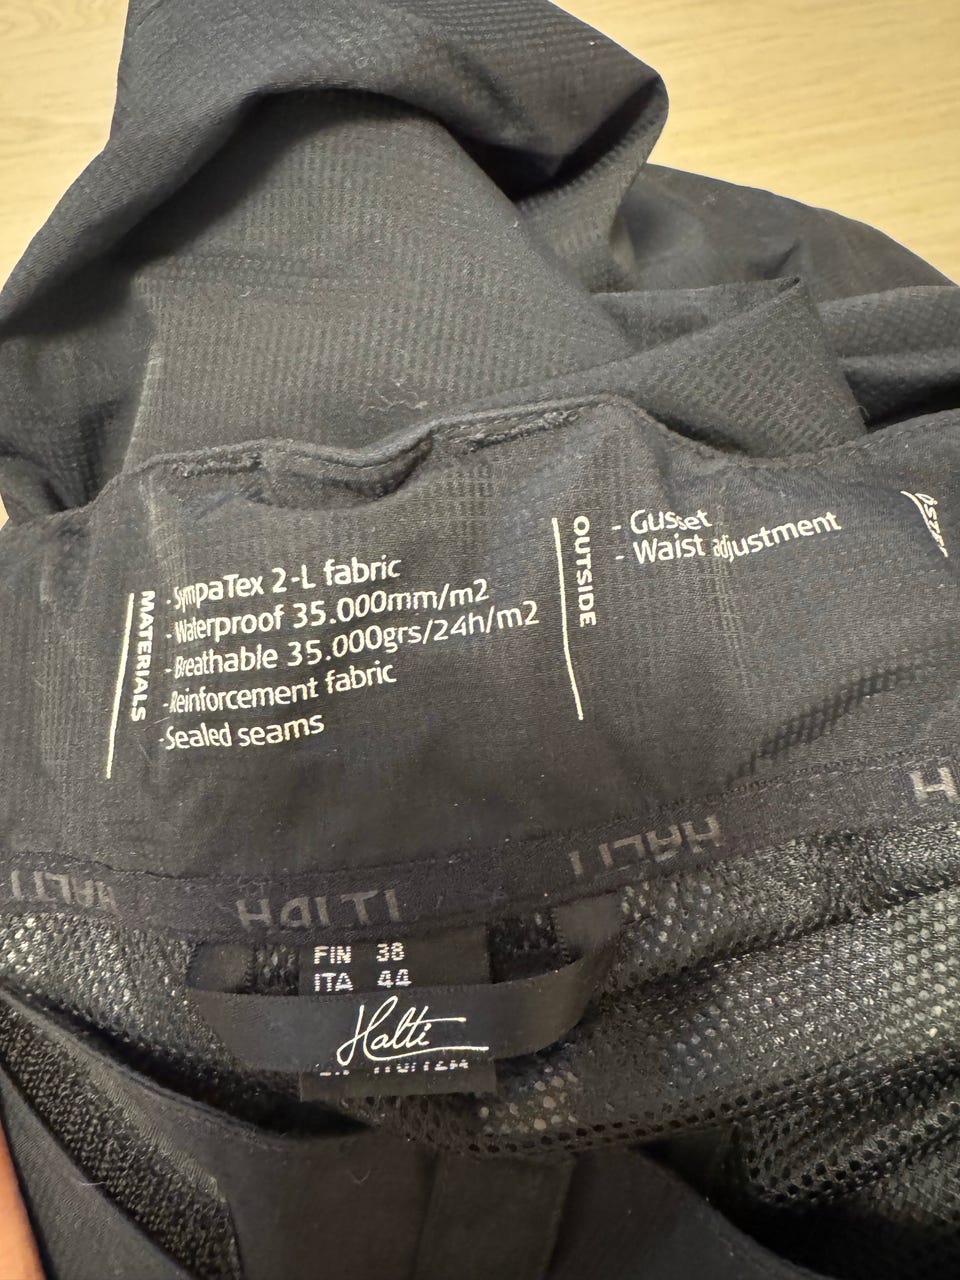 MATERIALS
- SympaTex 2-L fabric
- Waterproof 35.000mm/m2
- Breathable 35.000grs/24h/m2
- Reinforcement fabric
- Sealed seams
OUTSIDE
- Gusset
- Waist adjustment
HALTI
HALTI
HALTI
H
FIN 38
ITA 44
Halti